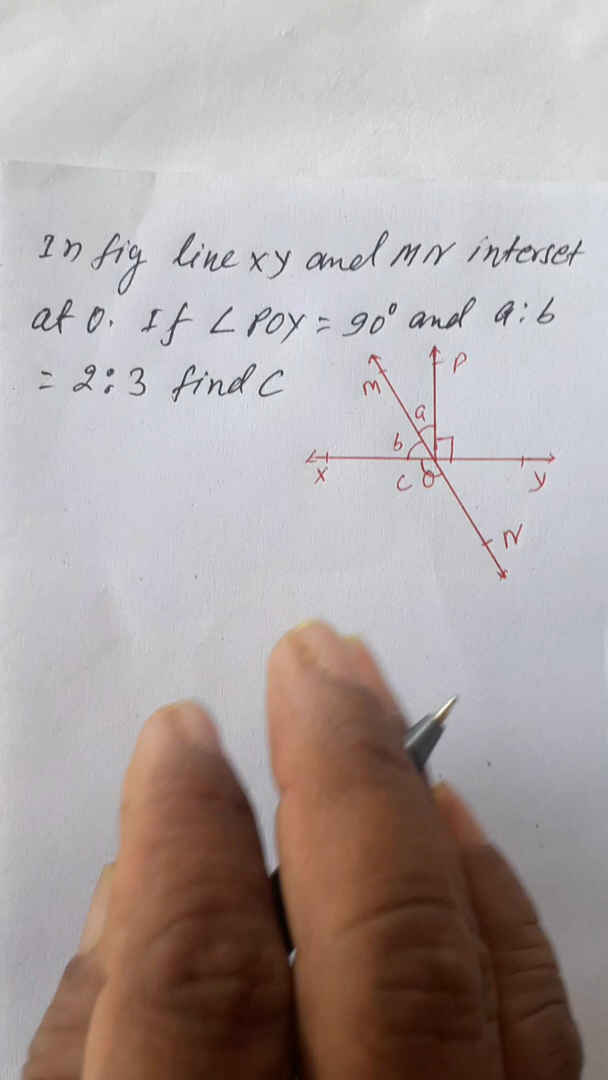 In fig line xy and MN interset
at O. If ∠POY = 90° and a:b
= 2:3 find C
P
M
a
b
X
C
O
y
N